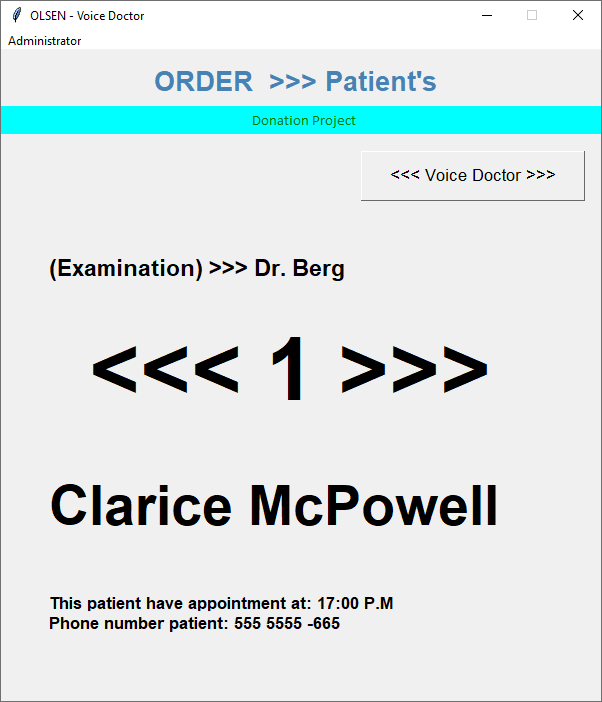 OLSEN - Voice Doctor
Administrator
ORDER >>> Patient's
Donation Project
<<< Voice Doctor >>>
(Examination) >>> Dr. Berg
<<< 1 >>>
Clarice McPowell
This patient have appointment at: 17:00 P.M
Phone number patient: 555 5555 -665